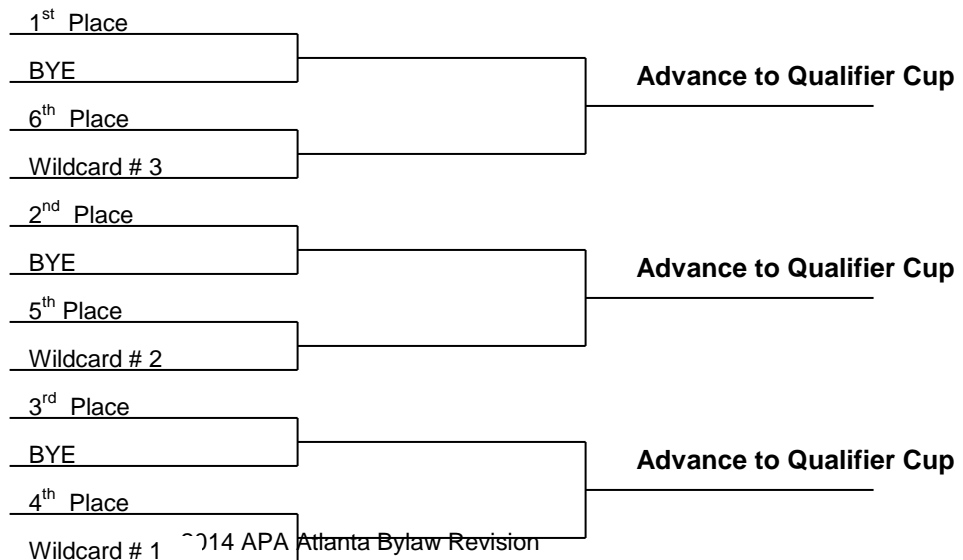 1st Place
BYE
Advance to Qualifier Cup
6th Place
Wildcard # 3
2nd Place
BYE
Advance to Qualifier Cup
5th Place
Wildcard # 2
3rd Place
BYE
Advance to Qualifier Cup
4th Place
Wildcard # 1
2014 APA Atlanta Bylaw Revision